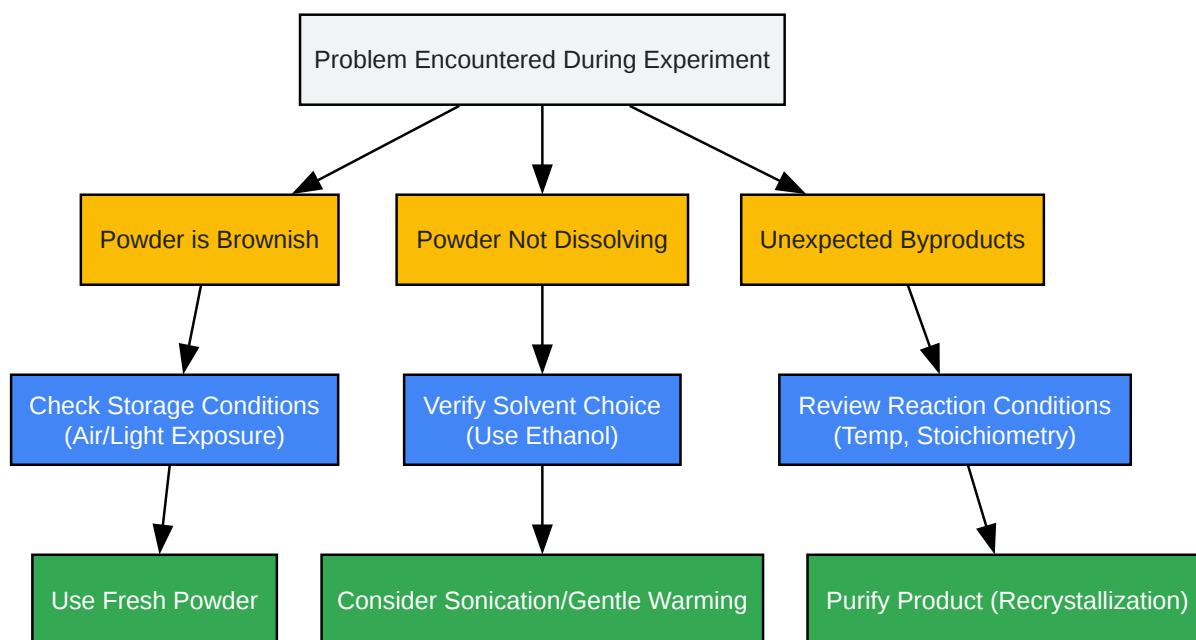 Problem Encountered During Experiment
Powder is Brownish
Powder Not Dissolving
Unexpected Byproducts
Check Storage Conditions
(Air/Light Exposure)
Verify Solvent Choice
(Use Ethanol)
Review Reaction Conditions
(Temp, Stoichiometry)
Use Fresh Powder
Consider Sonication/Gentle Warming
Purify Product (Recrystallization)